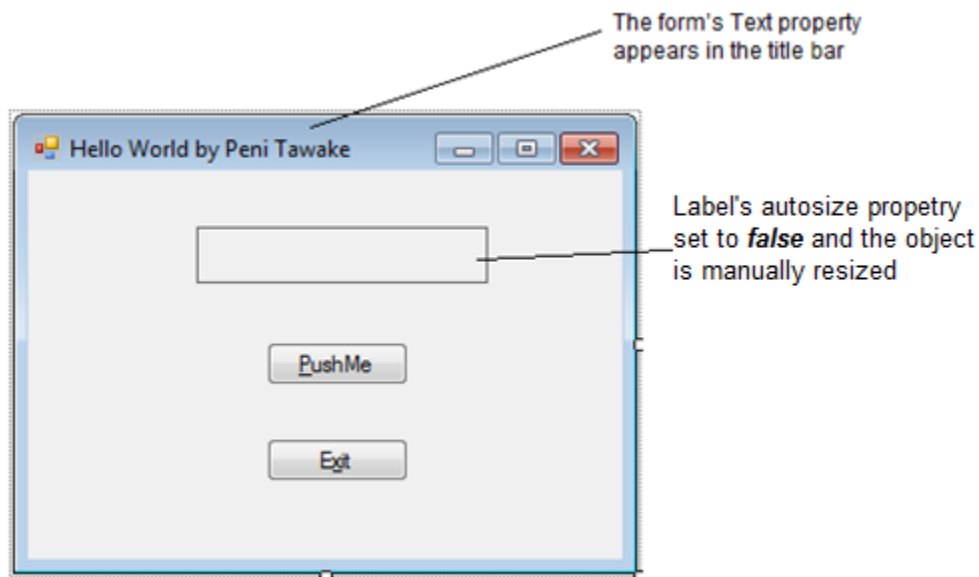 The form's Text property
appears in the title bar
Hello World by Peni Tawake
Label's autosize propetry
set to false and the object
is manually resized
PushMe
Exit